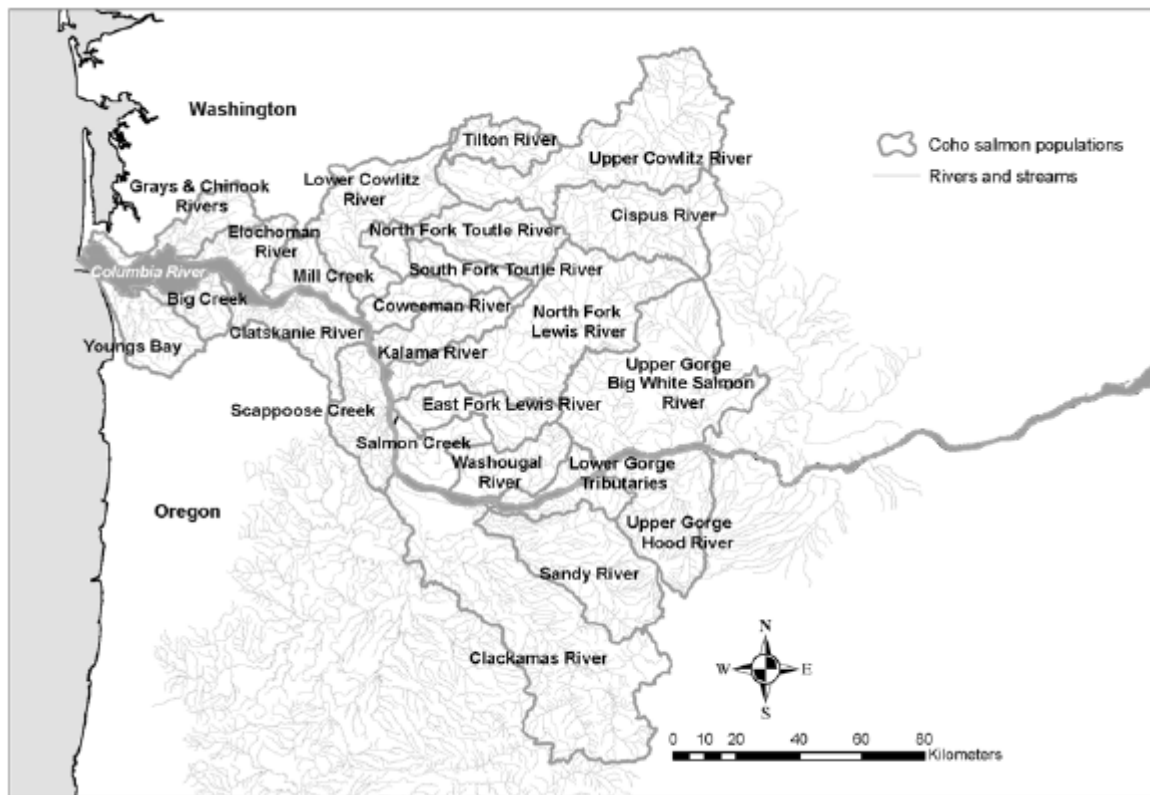 Washington
Tilton River
Upper Cowlitz River
Coho salmon populations
Rivers and streams
Lower Cowlitz
River
Grays & Chinook
Rivers
Cispus River
Elochoman
River
North Fork Toutle River
South Fork Toutle River
Columbia River
Mill Creek
Big Creek
Coweeman River
North Fork
Lewis River
Clatskanie River
Youngs Bay
Kalama River
Upper Gorge
Big White Salmon
River
Scappoose Creek
East Fork Lewis River
Salmon Creek
Washougal
River
Lower Gorge
Tributaries
Oregon
Upper Gorge
Hood River
Sandy River
Clackamas River
N
W
E
S
0 10 20 40 60 80
Kilometers